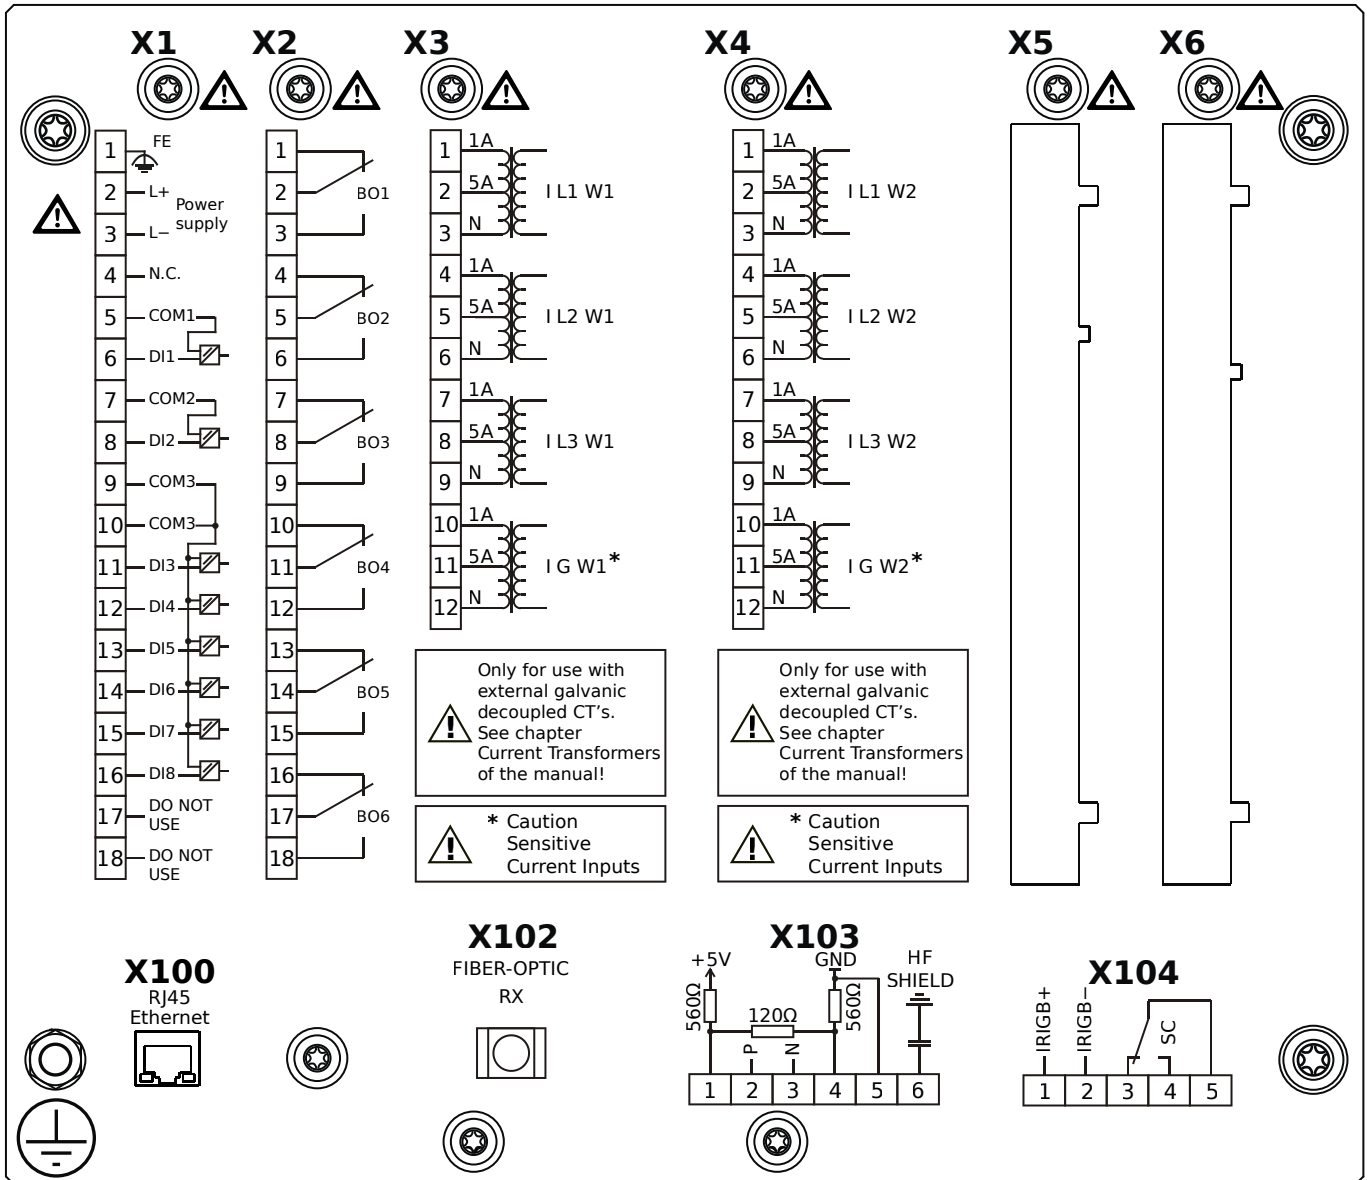 X1
X2
X3
X4
X5
X6
1 FE
2 L+
Power
supply
3 L−
4 N.C.
5 COM1
6 DI1
7 COM2
8 DI2
9 COM3
10 COM3
11 DI3
12 DI4
13 DI5
14 DI6
15 DI7
16 DI8
17 DO NOT
USE
18 DO NOT
USE
1
2 BO1
3
4
5 BO2
6
7
8 BO3
9
10
11 BO4
12
13
14 BO5
15
16
17 BO6
18
1 1A
2 5A I L1 W1
3 N
4 1A
5 5A I L2 W1
6 N
7 1A
8 5A I L3 W1
9 N
10 1A
11 5A I G W1*
12 N
Only for use with
external galvanic
decoupled CT's.
See chapter
Current Transformers
of the manual!
* Caution
Sensitive
Current Inputs
1 1A
2 5A I L1 W2
3 N
4 1A
5 5A I L2 W2
6 N
7 1A
8 5A I L3 W2
9 N
10 1A
11 5A I G W2*
12 N
Only for use with
external galvanic
decoupled CT's.
See chapter
Current Transformers
of the manual!
* Caution
Sensitive
Current Inputs
X100
RJ45
Ethernet
X102
FIBER-OPTIC
RX
X103
+5V
GND
HF
SHIELD
560Ω
120Ω
560Ω
P
N
1 2 3 4 5 6
X104
IRIGB+
IRIGB−
SC
1 2 3 4 5